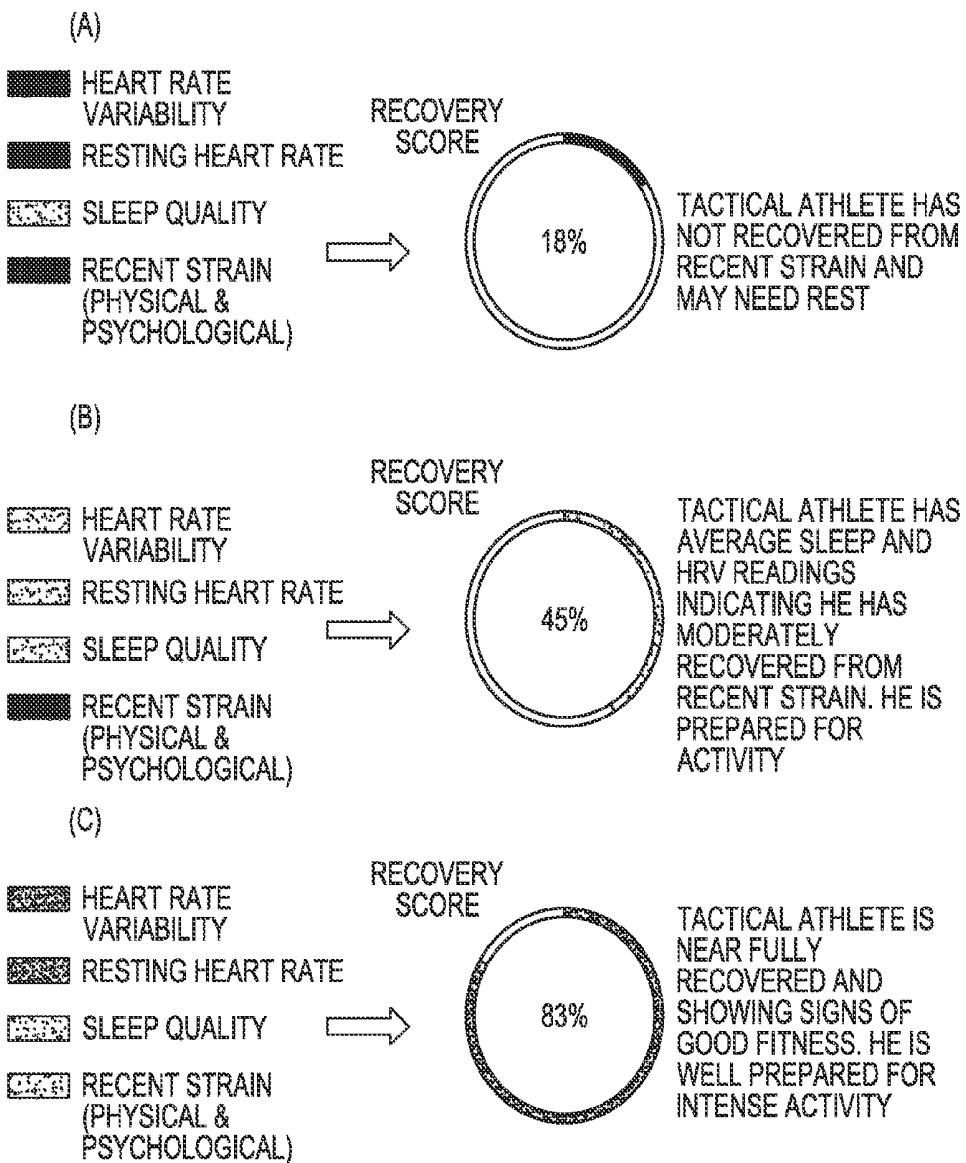 (A)
HEART RATE
VARIABILITY
RESTING HEART RATE
SLEEP QUALITY
RECENT STRAIN
(PHYSICAL &
PSYCHOLOGICAL)
RECOVERY
SCORE
18%
TACTICAL ATHLETE HAS
NOT RECOVERED FROM
RECENT STRAIN AND
MAY NEED REST
(B)
HEART RATE
VARIABILITY
RESTING HEART RATE
SLEEP QUALITY
RECENT STRAIN
(PHYSICAL &
PSYCHOLOGICAL)
RECOVERY
SCORE
45%
TACTICAL ATHLETE HAS
AVERAGE SLEEP AND
HRV READINGS
INDICATING HE HAS
MODERATELY
RECOVERED FROM
RECENT STRAIN. HE IS
PREPARED FOR
ACTIVITY
(C)
HEART RATE
VARIABILITY
RESTING HEART RATE
SLEEP QUALITY
RECENT STRAIN
(PHYSICAL &
PSYCHOLOGICAL)
RECOVERY
SCORE
83%
TACTICAL ATHLETE IS
NEAR FULLY
RECOVERED AND
SHOWING SIGNS OF
GOOD FITNESS. HE IS
WELL PREPARED FOR
INTENSE ACTIVITY